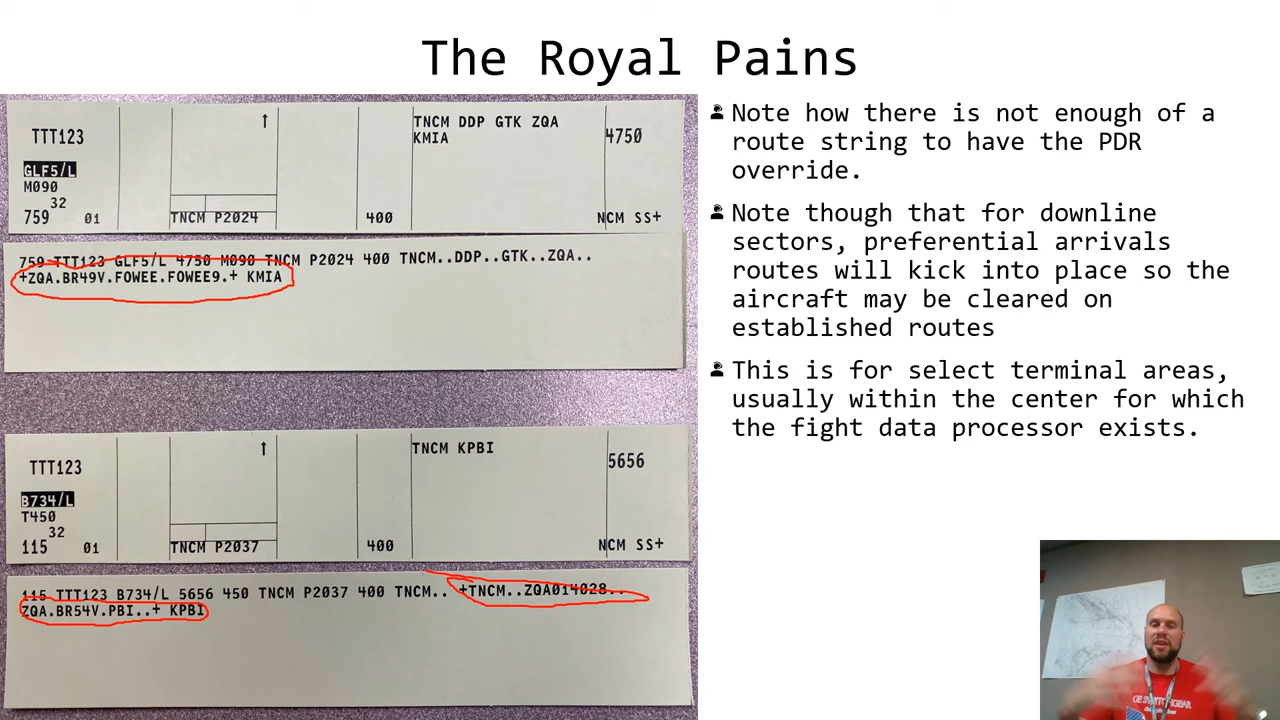 The Royal Pains
TTT123
GLF5/L
M090
32
759 01
↑
TNCM P2024
400
TNCM DDP GTK ZQA
KMIA
4750
NCM SS+
759 TTT123 GLF5/L 4750 M090 TNCM P2024 400 TNCM..DDP..GTK..ZQA..
+ZQA.BR49V.FOWEE.FOWEE9.+ KMIA
TTT123
B734/L
T450
32
115 01
↑
TNCM P2037
400
TNCM KPBI
5656
NCM SS+
115 TTT123 B734/L 5656 450 TNCM P2037 400 TNCM.. +TNCM..ZQA014028..
ZQA.BR54V.PBI..+ KPBI
Note how there is not enough of a
route string to have the PDR
override.
Note though that for downline
sectors, preferential arrivals
routes will kick into place so the
aircraft may be cleared on
established routes
This is for select terminal areas,
usually within the center for which
the fight data processor exists.